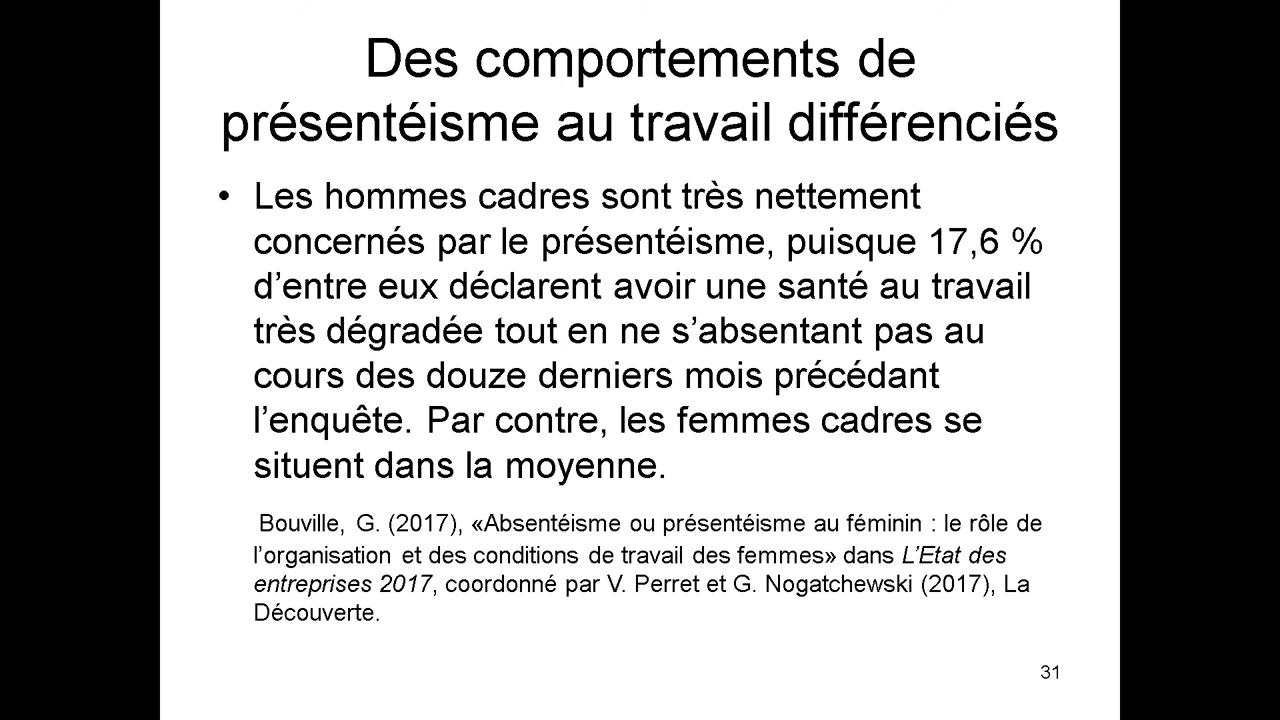 Des comportements de
présentéisme au travail différenciés
• Les hommes cadres sont très nettement
concernés par le présentéisme, puisque 17,6 %
d’entre eux déclarent avoir une santé au travail
très dégradée tout en ne s’absentant pas au
cours des douze derniers mois précédant
l’enquête. Par contre, les femmes cadres se
situent dans la moyenne.
Bouville, G. (2017), «Absentéisme ou présentéisme au féminin : le rôle de
l’organisation et des conditions de travail des femmes» dans L’Etat des
entreprises 2017, coordonné par V. Perret et G. Nogatchewski (2017), La
Découverte.
31